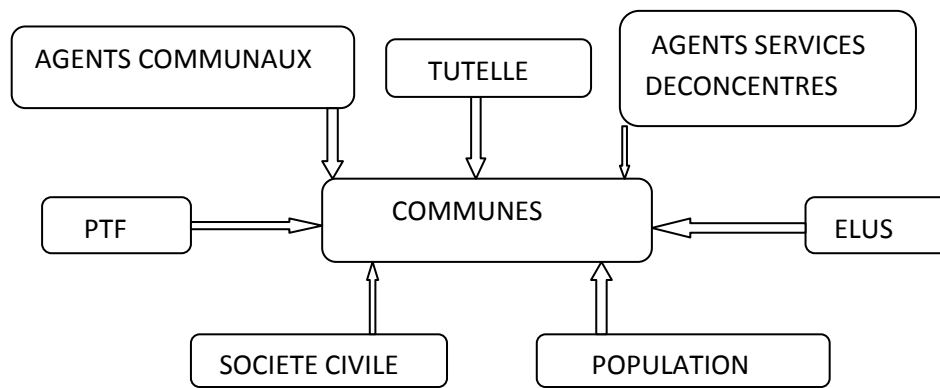 AGENTS COMMUNAUX
TUTELLE
AGENTS SERVICES
DECONCENTRES
PTF
COMMUNES
ELUS
SOCIETE CIVILE
POPULATION